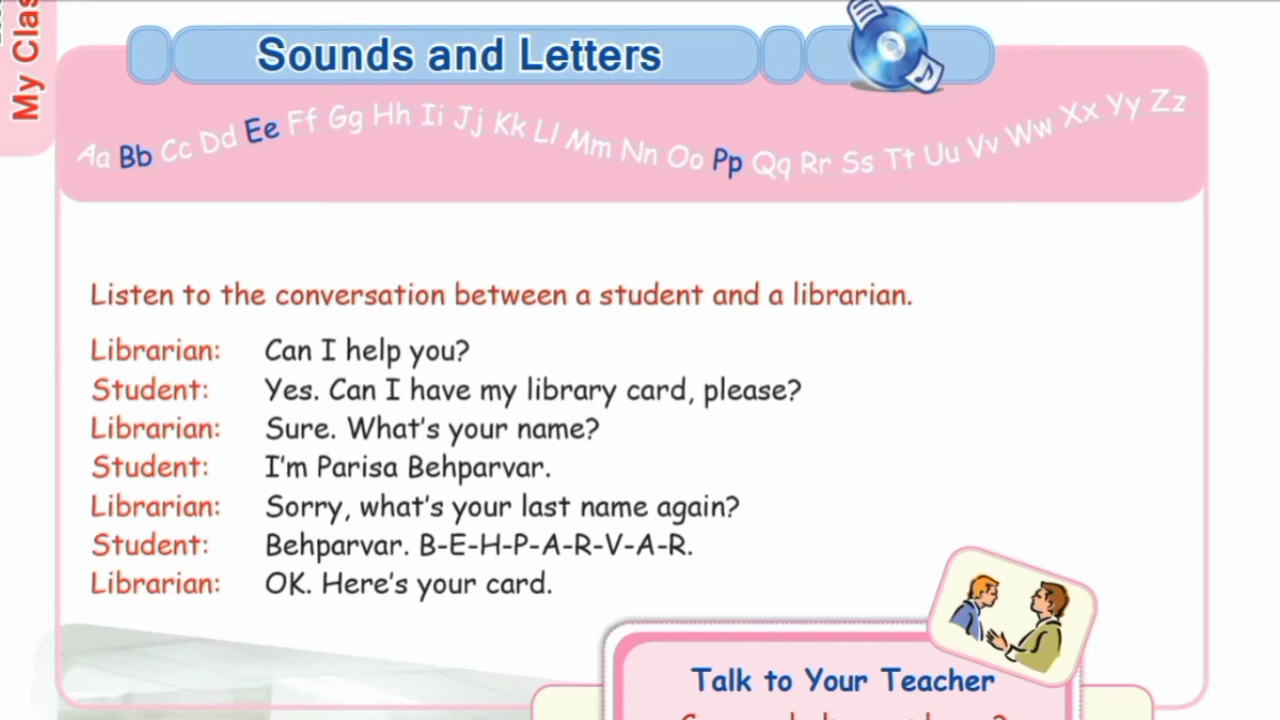 My Clas
Sounds and Letters
Aa Bb Cc Dd Ee Ff Gg Hh Ii Jj Kk Ll Mm Nn Oo Pp Qq Rr Ss Tt Uu Vv Ww Xx Yy Zz
Listen to the conversation between a student and a librarian.
Librarian: Can I help you?
Student: Yes. Can I have my library card, please?
Librarian: Sure. What's your name?
Student: I'm Parisa Behparvar.
Librarian: Sorry, what's your last name again?
Student: Behparvar. B-E-H-P-A-R-V-A-R.
Librarian: OK. Here's your card.
Talk to Your Teacher